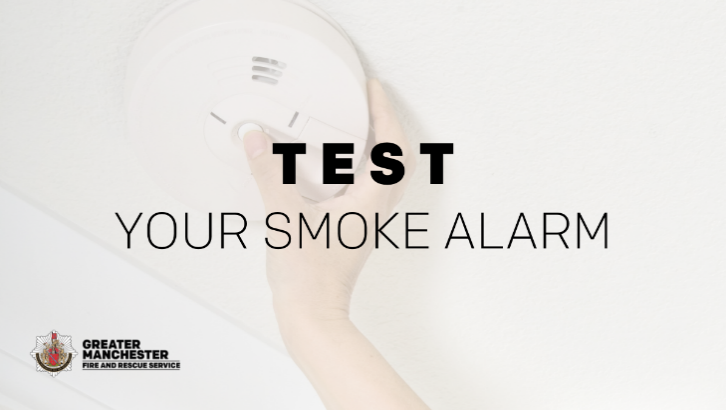 TEST
YOUR SMOKE ALARM
GREATER
MANCHESTER
FIRE AND RESCUE SERVICE